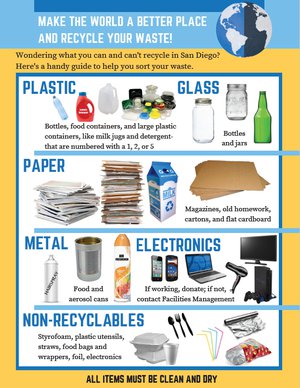 MAKE THE WORLD A BETTER PLACE
AND RECYCLE YOUR WASTE!
Wondering what you can and can't recycle in San Diego?
Here's a handy guide to help you sort your waste.
PLASTIC
GLASS
Bottles, food containers, and large plastic
containers, like milk jugs and detergent-
that are numbered with a 1, 2, or 5
Bottles
and jars
PAPER
MILK
Magazines, old homework,
cartons, and flat cardboard
METAL
ELECTRONICS
Food and
aerosol cans
If working, donate; if not,
contact Facilities Management
NON-RECYCLABLES
Styrofoam, plastic utensils,
straws, food bags and
wrappers, foil, electronics
ALL ITEMS MUST BE CLEAN AND DRY